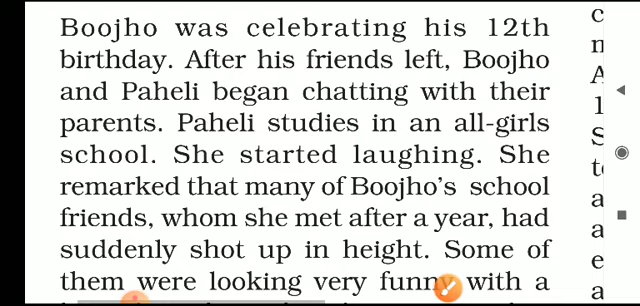 Boojho was celebrating his 12th
birthday. After his friends left, Boojho
and Paheli began chatting with their
parents. Paheli studies in an all-girls
school. She started laughing. She
remarked that many of Boojho's school
friends, whom she met after a year, had
suddenly shot up in height. Some of
them were looking very funny with a